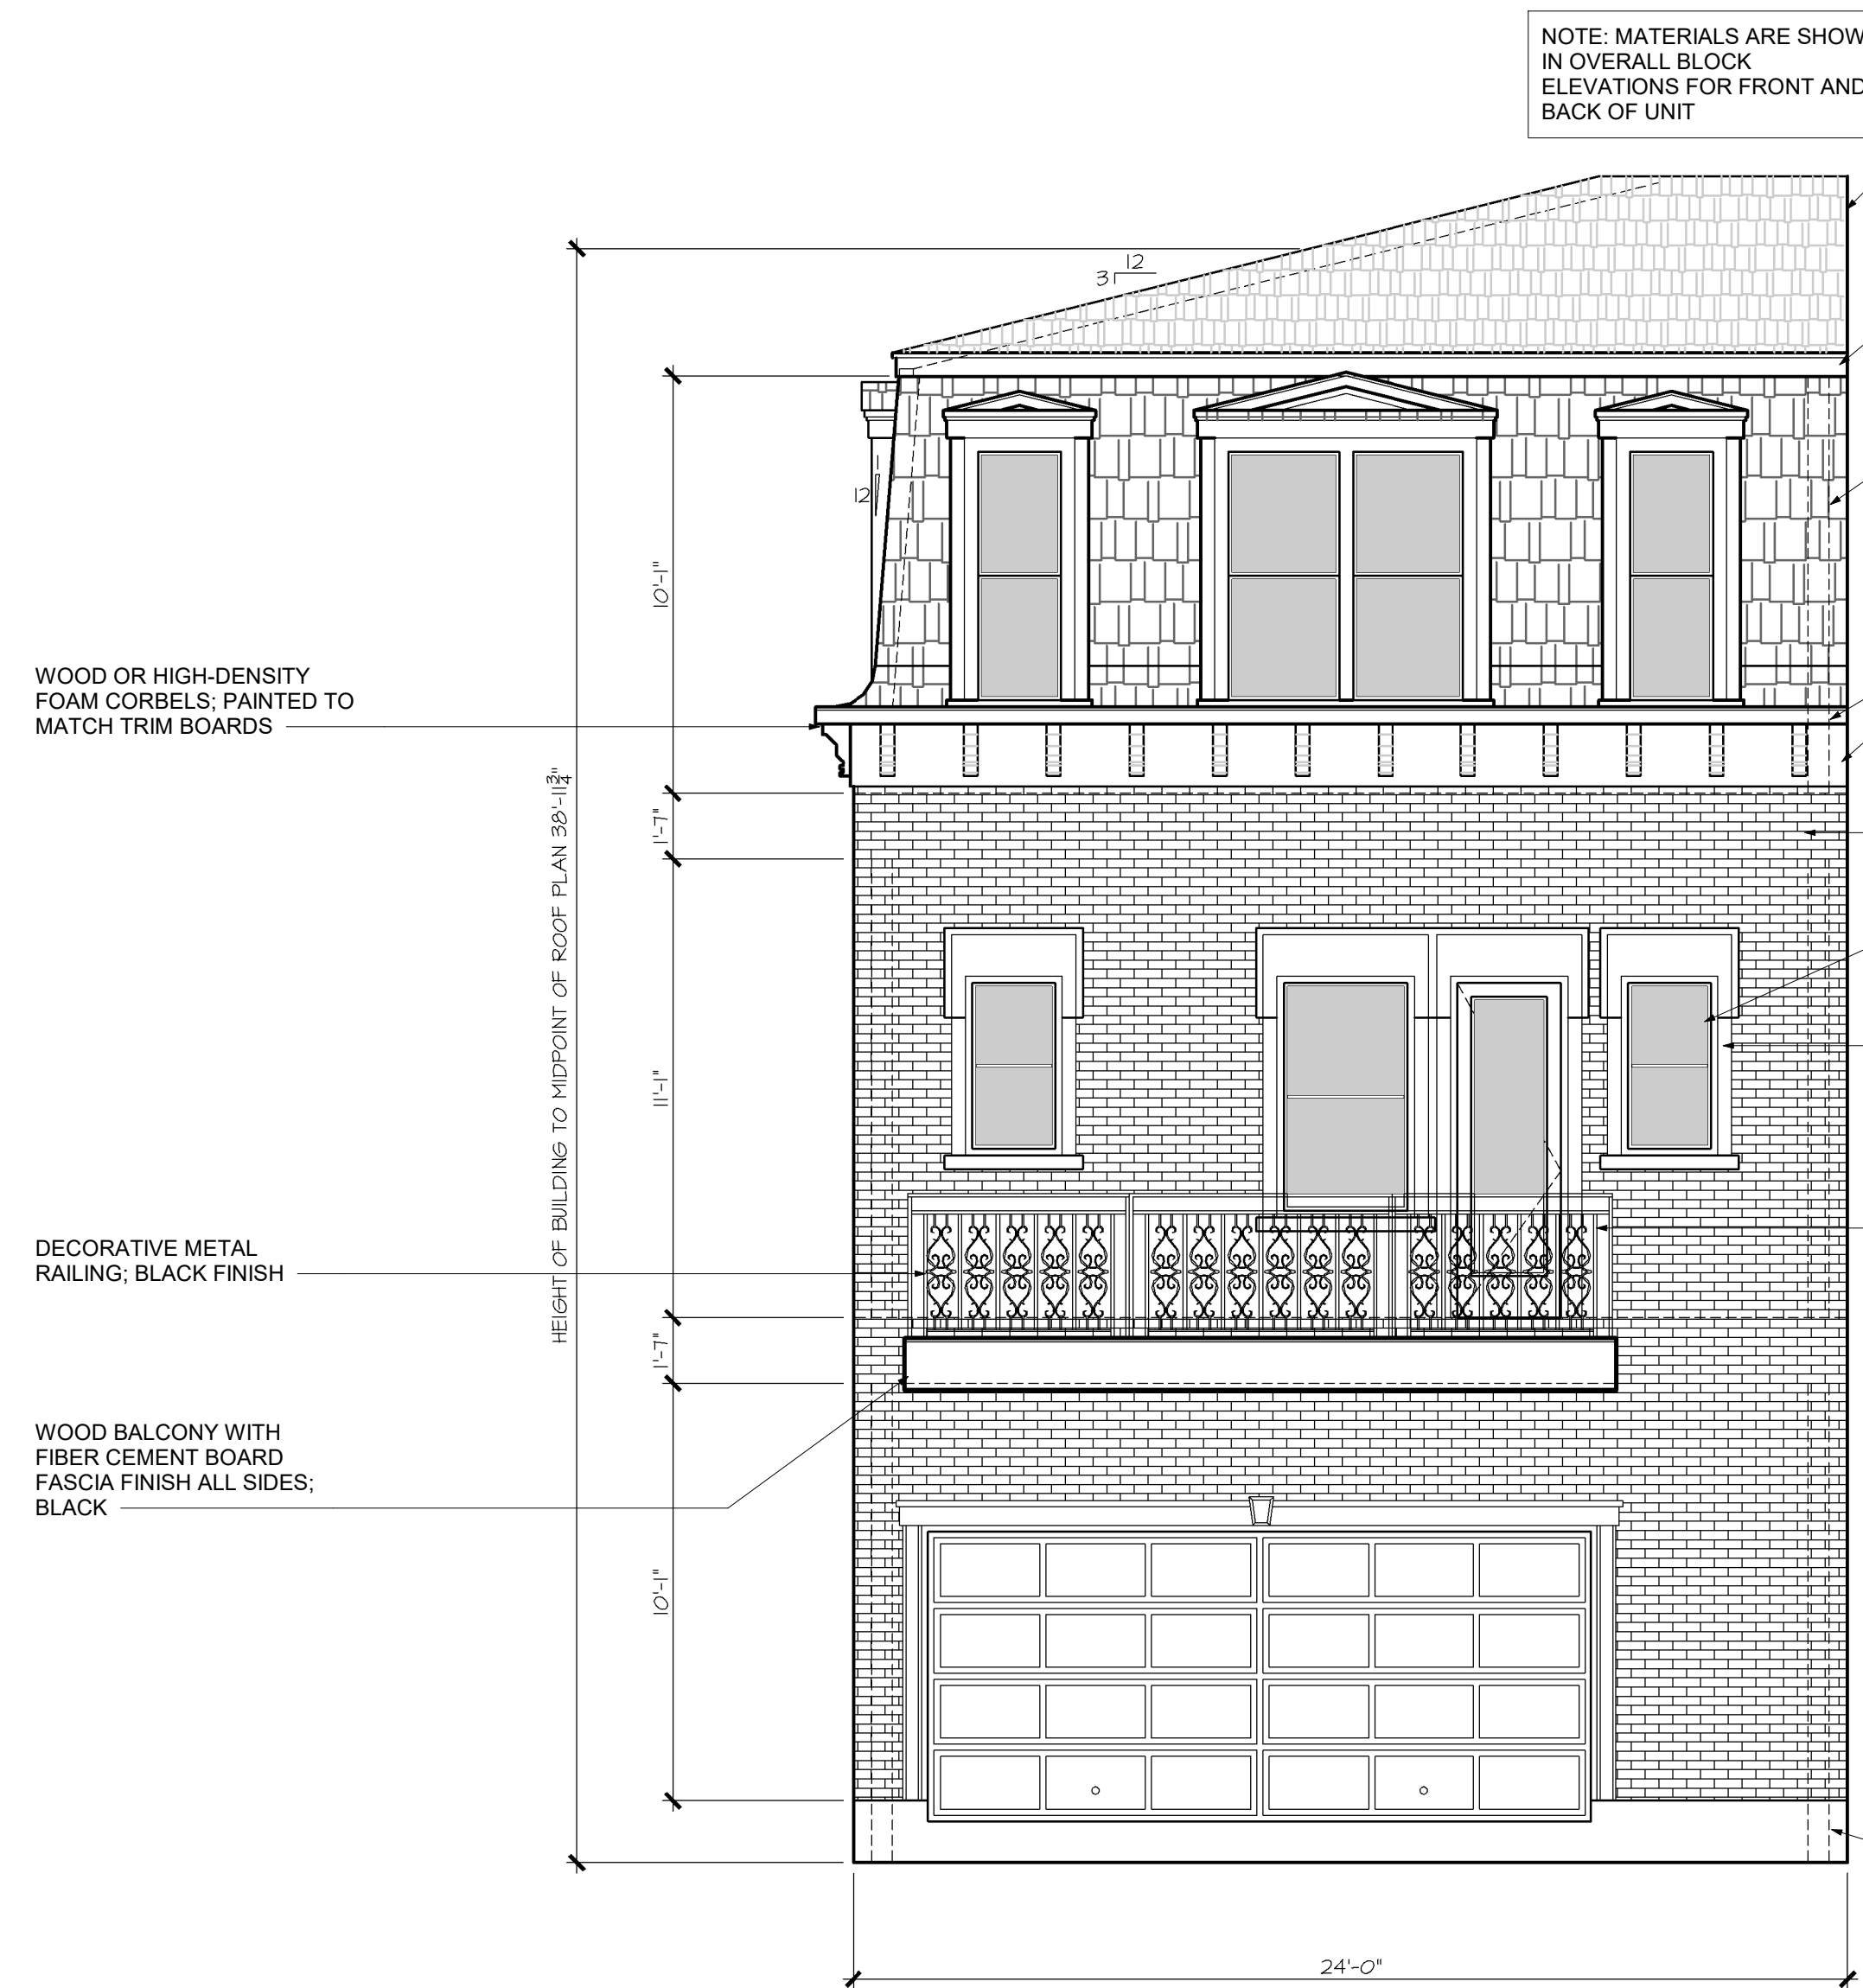 NOTE: MATERIALS ARE SHOW
IN OVERALL BLOCK
ELEVATIONS FOR FRONT AND
BACK OF UNIT
12
3
12
10'-1"
WOOD OR HIGH-DENSITY
FOAM CORBELS; PAINTED TO
MATCH TRIM BOARDS
HEIGHT OF BUILDING TO MIDPOINT OF ROOF PLAN 38'-11 3/4"
1'-7"
11'-1"
DECORATIVE METAL
RAILING; BLACK FINISH
1'-7"
WOOD BALCONY WITH
FIBER CEMENT BOARD
FASCIA FINISH ALL SIDES;
BLACK
10'-1"
24'-0"